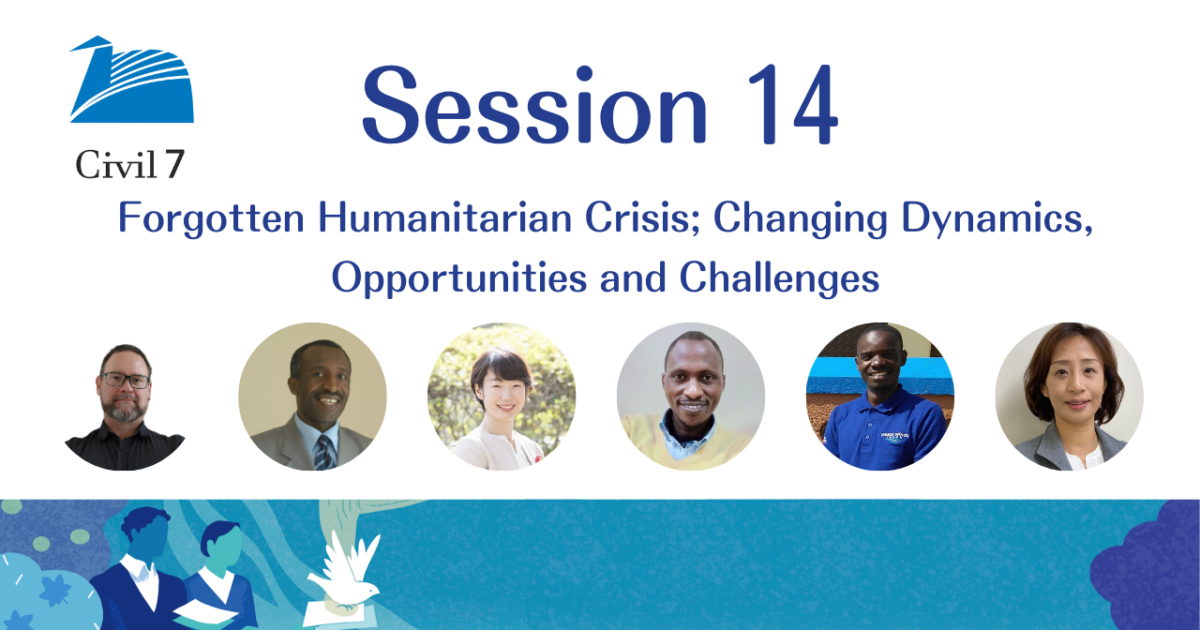 Session 14
Civil 7
Forgotten Humanitarian Crisis; Changing Dynamics,
Opportunities and Challenges